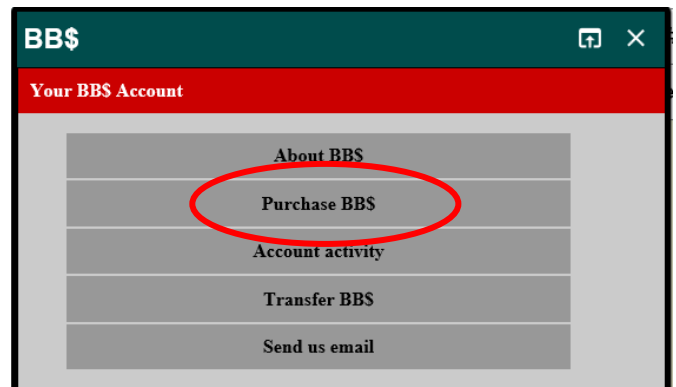 BB$
Your BB$ Account
About BB$
Purchase BB$
Account activity
Transfer BB$
Send us email